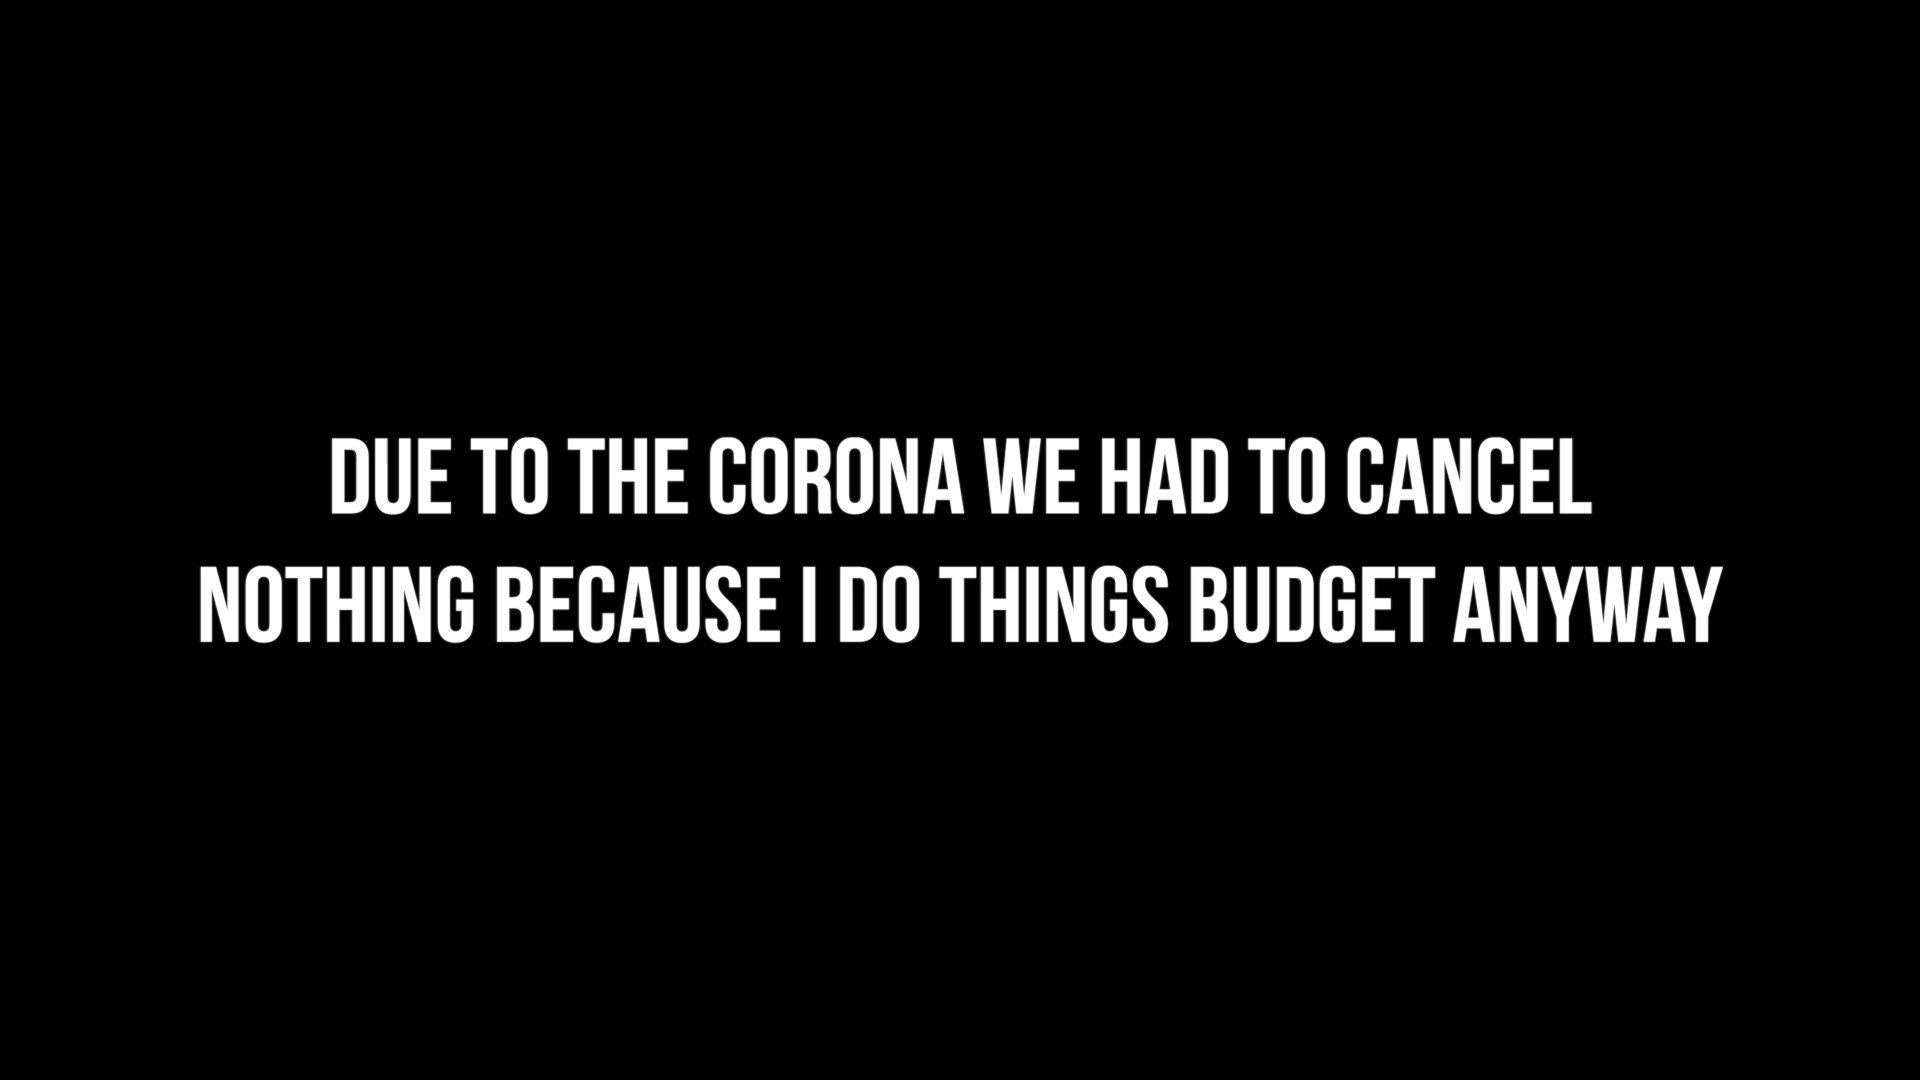 DUE TO THE CORONA WE HAD TO CANCEL
NOTHING BECAUSE I DO THINGS BUDGET ANYWAY